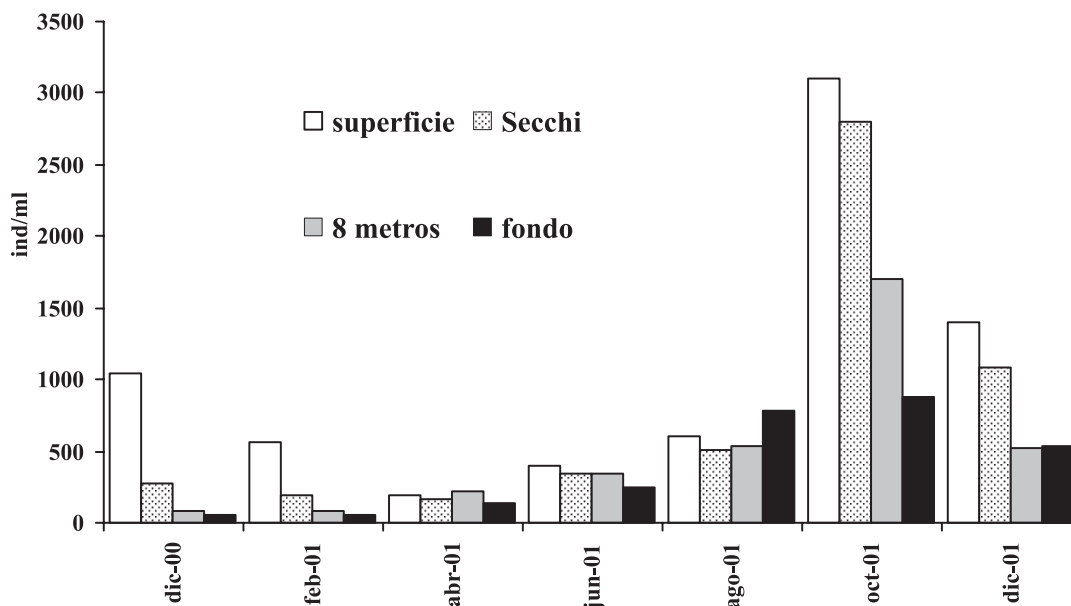 3500
3000
2500
2000
1500
1000
500
0
ind/ml
superficie Secchi
8 metros fondo
dic-00
feb-01
abr-01
jun-01
ago-01
oct-01
dic-01